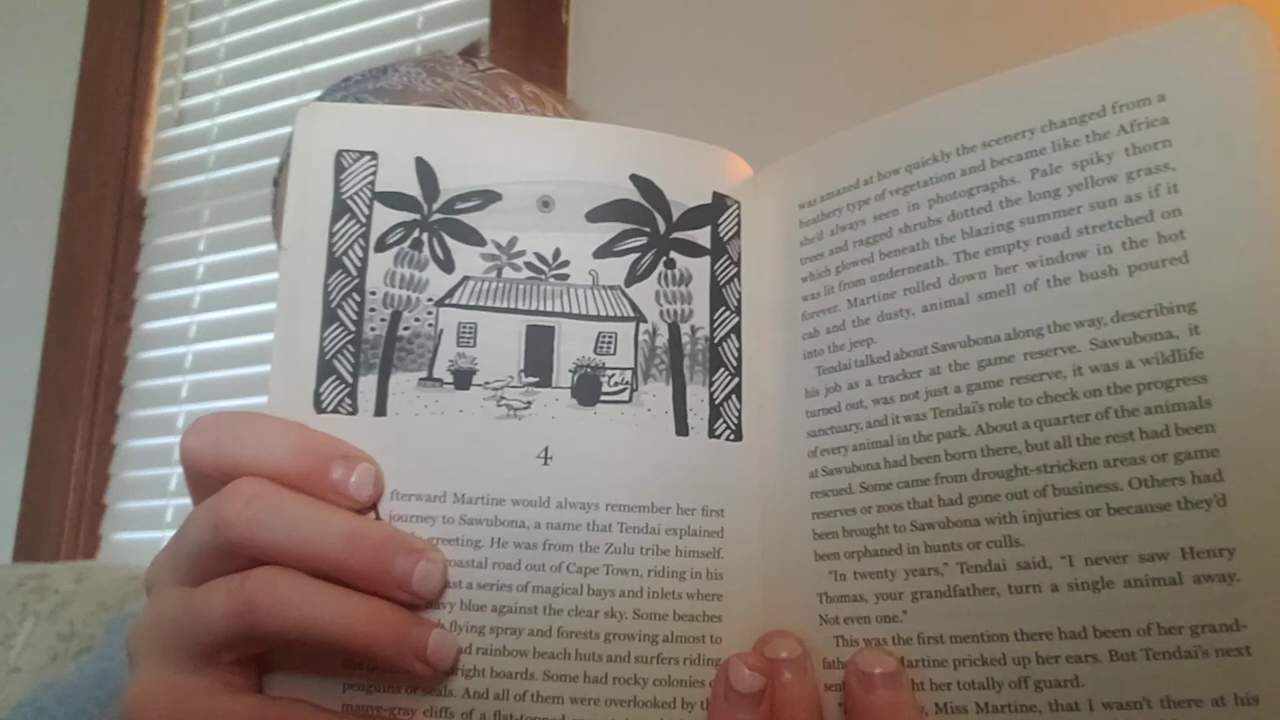 4
fterward Martine would always remember her first
journey to Sawubona, a name that Tendai explained
greeting. He was from the Zulu tribe himself.
coastal road out of Cape Town, riding in his
a series of magical bays and inlets where
navy blue against the clear sky. Some beaches
flying spray and forests growing almost to
rainbow beach huts and surfers riding
boards. Some had rocky colonies
penguins or seals. And all of them were overlooked by
mauve-gray cliffs of a
was amazed at how quickly the scenery changed from a
heathery type of vegetation and became like the Africa
she'd always seen in photographs. Pale spiky thorn
trees and ragged shrubs dotted the long yellow grass,
which glowed beneath the blazing summer sun as if it
was lit from underneath. The empty road stretched on
forever. Martine rolled down her window in the hot
cab and the dusty, animal smell of the bush poured
into the jeep.
Tendai talked about Sawubona along the way, describing
his job as a tracker at the game reserve. Sawubona, it
turned out, was not just a game reserve, it was a wildlife
sanctuary, and it was Tendai's role to check on the progress
of every animal in the park. About a quarter of the animals
at Sawubona had been born there, but all the rest had been
rescued. Some came from drought-stricken areas or game
reserves or zoos that had gone out of business. Others had
been brought to Sawubona with injuries or because they'd
been orphaned in hunts or culls.
"In twenty years," Tendai said, "I never saw Henry
Thomas, your grandfather, turn a single animal away.
Not even one."
This was the first mention there had been of her grand-
Martine pricked up her ears. But Tendai's next
her totally off guard.
Miss Martine, that I wasn't there at his